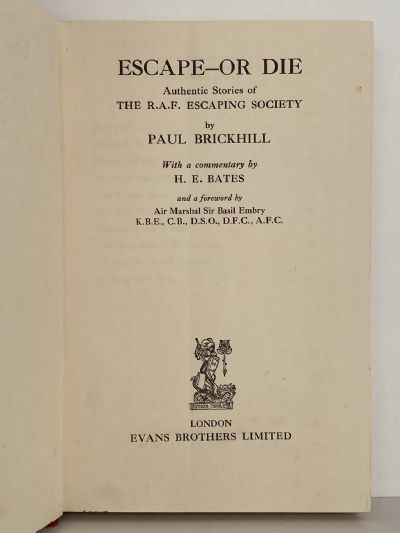 ESCAPE—OR DIE
Authentic Stories of
THE R.A.F. ESCAPING SOCIETY
by
PAUL BRICKHILL
With a commentary by
H. E. BATES
and a foreword by
Air Marshal Sir Basil Embry
K.B.E., C.B., D.S.O., D.F.C., A.F.C.
LONDON
EVANS BROTHERS LIMITED